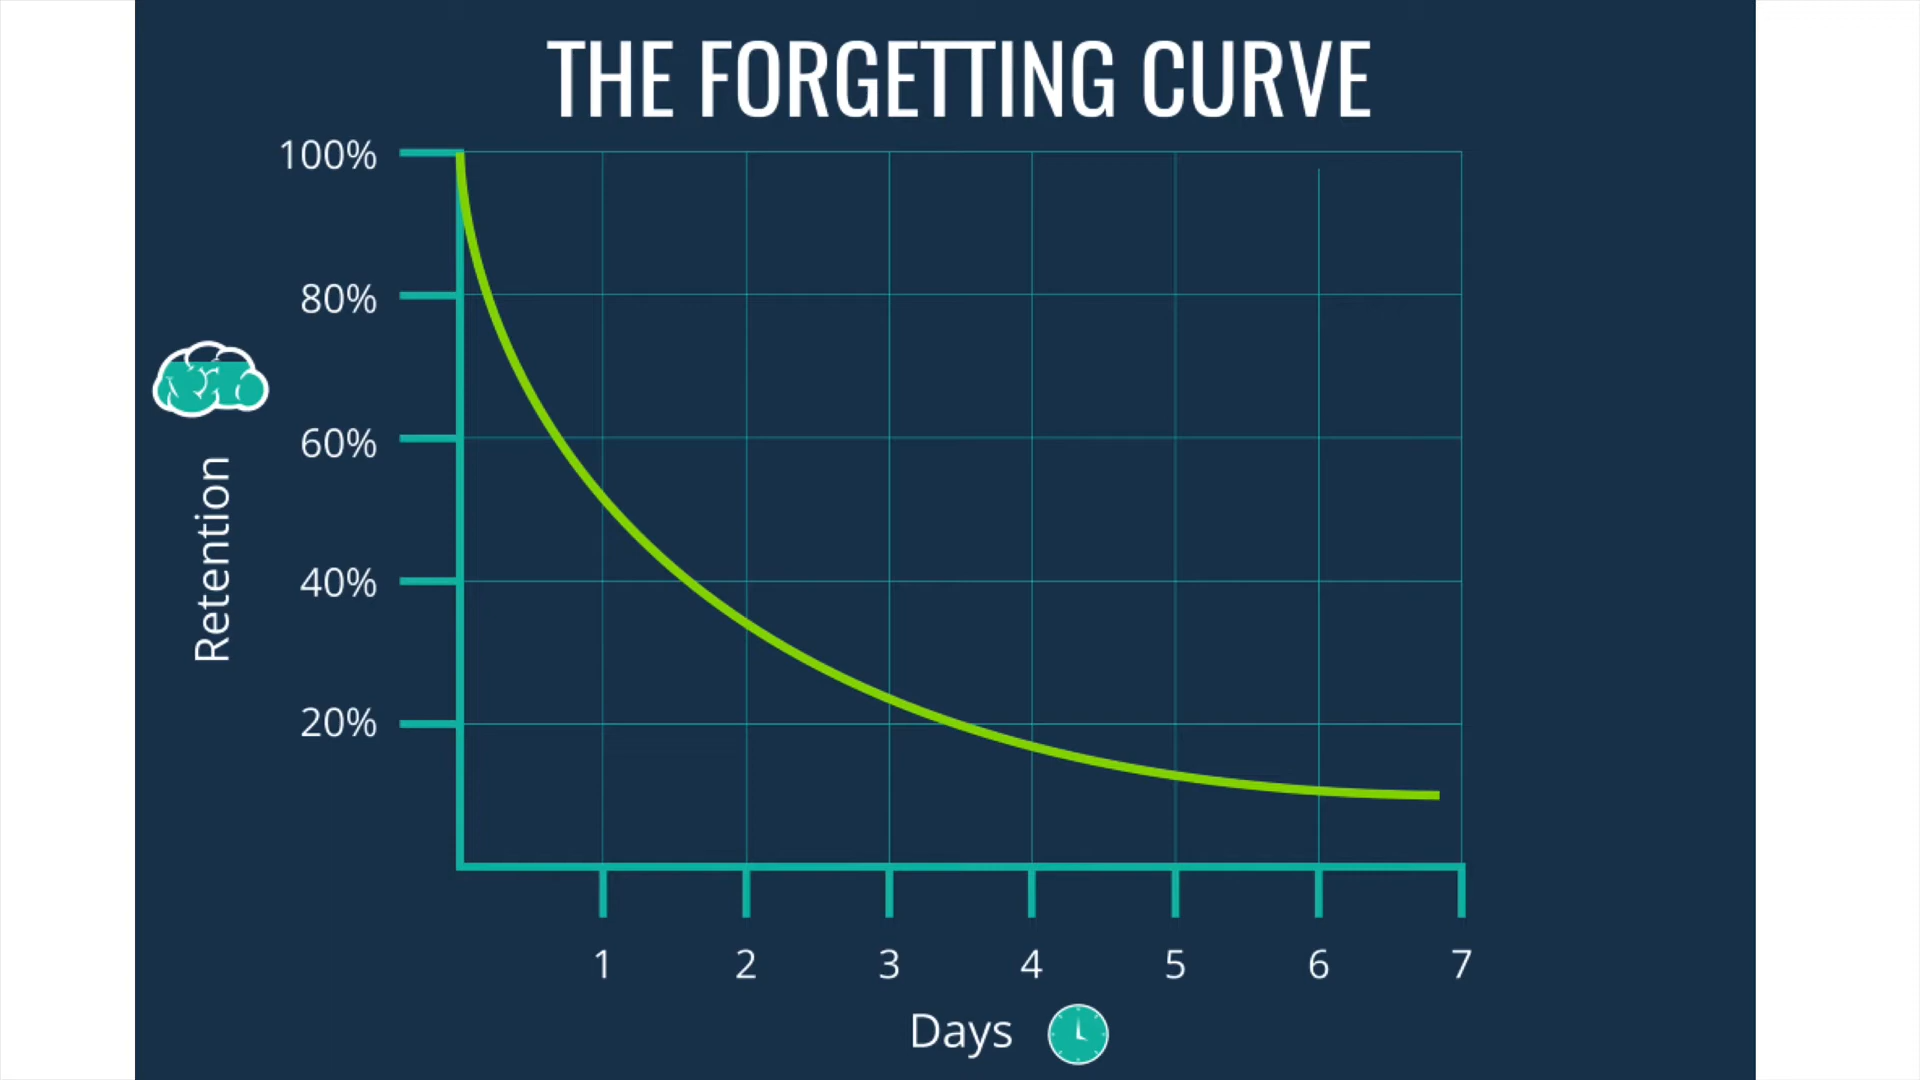 THE FORGETTING CURVE
100%
80%
60%
40%
20%
Retention
1 2 3 4 5 6 7
Days